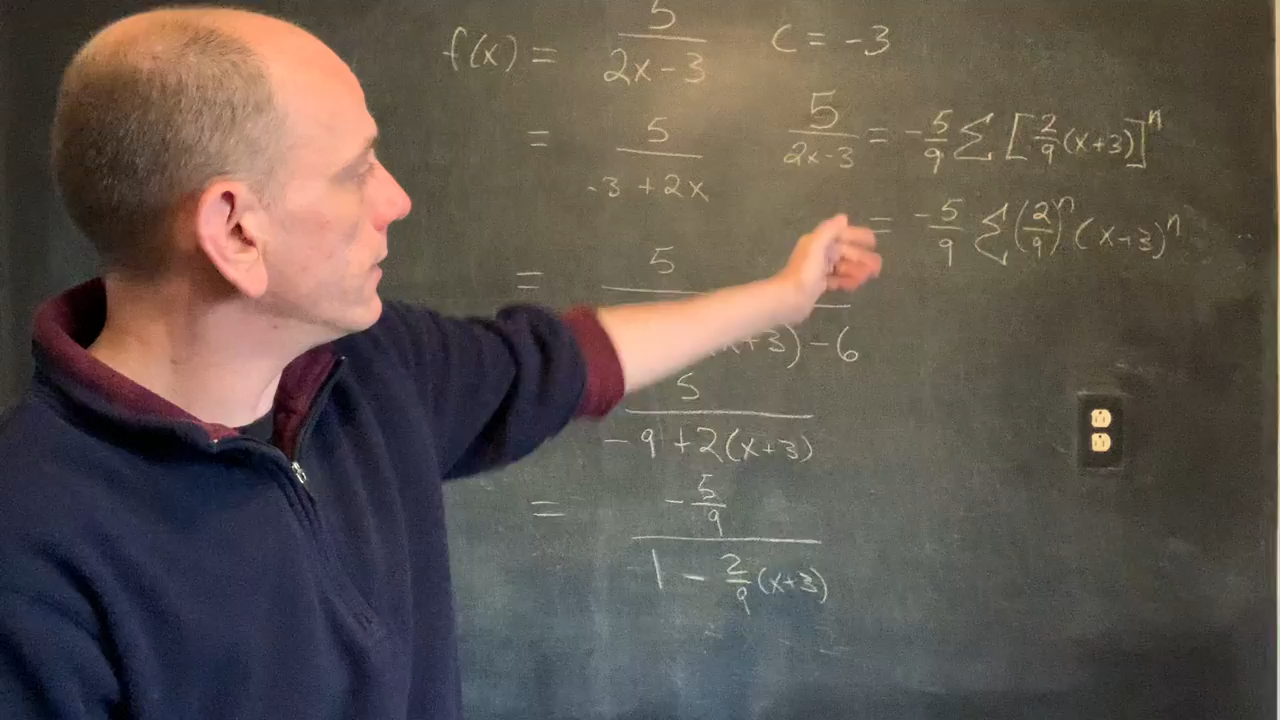 f(x) = 5/(2x-3)   c = -3
= 5/(-3+2x)
= 5/((x+3)-6)
5/(-9+2(x+3))
= (-5/9)/(1-2/9(x+3))
5/(2x-3) = -5/9 Σ [2/9(x+3)]^n
= -5/9 Σ (2/9)^n (x+3)^n